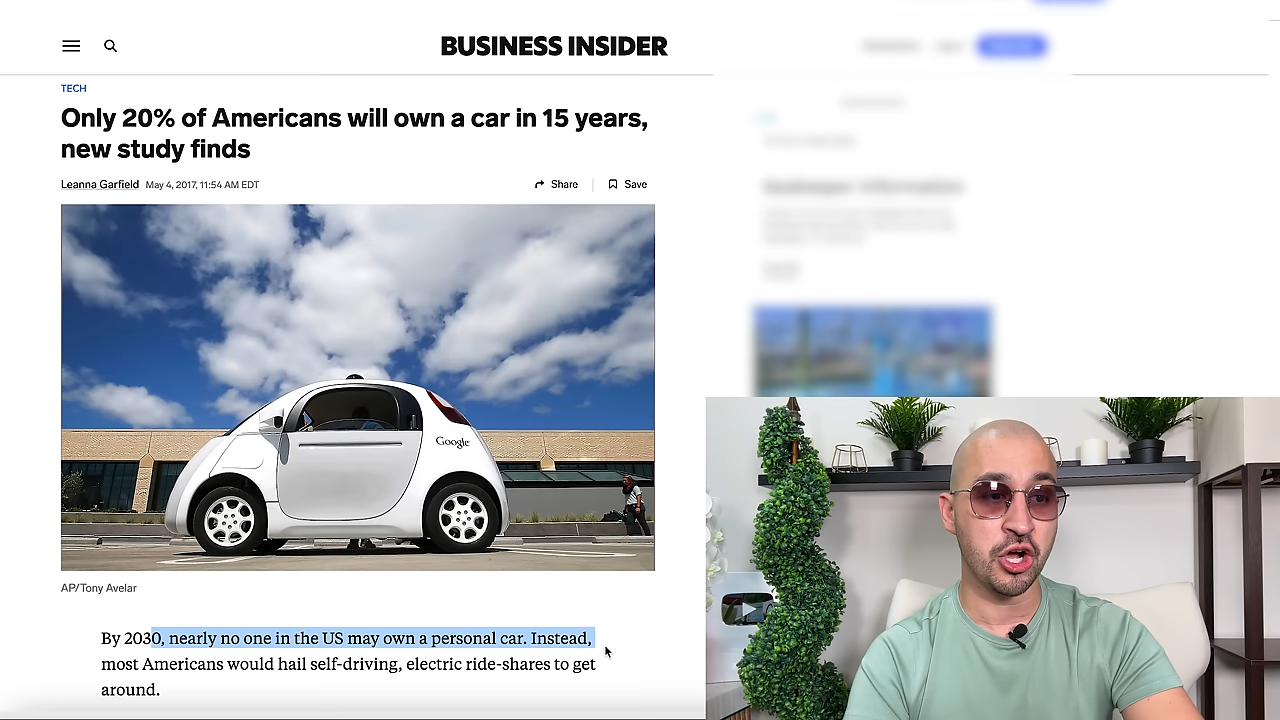 BUSINESS INSIDER
TECH
Only 20% of Americans will own a car in 15 years,
new study finds
Leanna Garfield May 4, 2017, 11:54 AM EDT
Share
Save
Google
AP/Tony Avelar
By 2030, nearly no one in the US may own a personal car. Instead,
most Americans would hail self-driving, electric ride-shares to get
around.